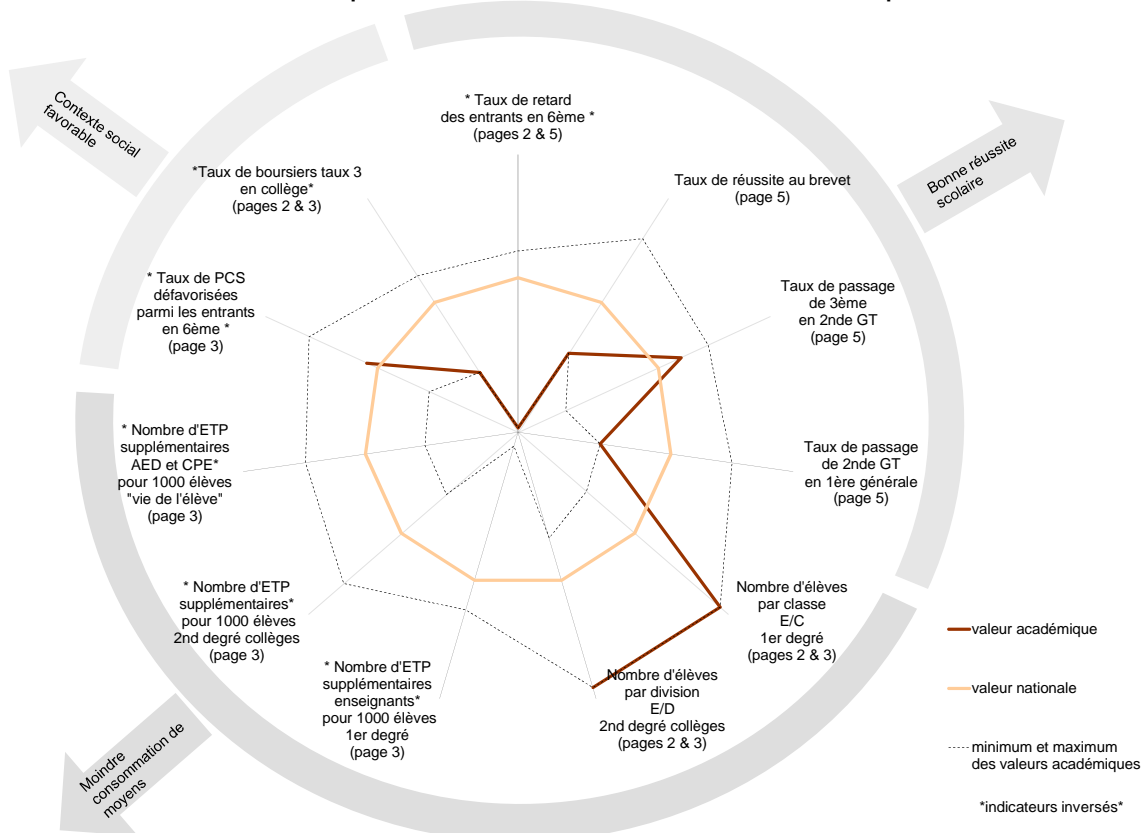 * Taux de retard
des entrants en 6ème *
(pages 2 & 5)
Contexte social
favorable
*Taux de boursiers taux 3
en collège*
(pages 2 & 3)
Taux de réussite au brevet
(page 5)
Bonne réussite
scolaire
* Taux de PCS
défavorisées
parmi les entrants
en 6ème *
(page 3)
Taux de passage
de 3ème
en 2nde GT
(page 5)
* Nombre d'ETP
supplémentaires
AED et CPE*
pour 1000 élèves
"vie de l'élève"
(page 3)
Taux de passage
de 2nde GT
en 1ère générale
(page 5)
* Nombre d'ETP
supplémentaires*
pour 1000 élèves
2nd degré collèges
(page 3)
Nombre d'élèves
par classe
E/C
1er degré
(pages 2 & 3)
* Nombre d'ETP
supplémentaires
enseignants*
pour 1000 élèves
1er degré
(page 3)
Nombre d'élèves
par division
E/D
2nd degré collèges
(pages 2 & 3)
Moindre
consommation de
moyens
valeur académique
valeur nationale
minimum et maximum
des valeurs académiques
*indicateurs inversés*